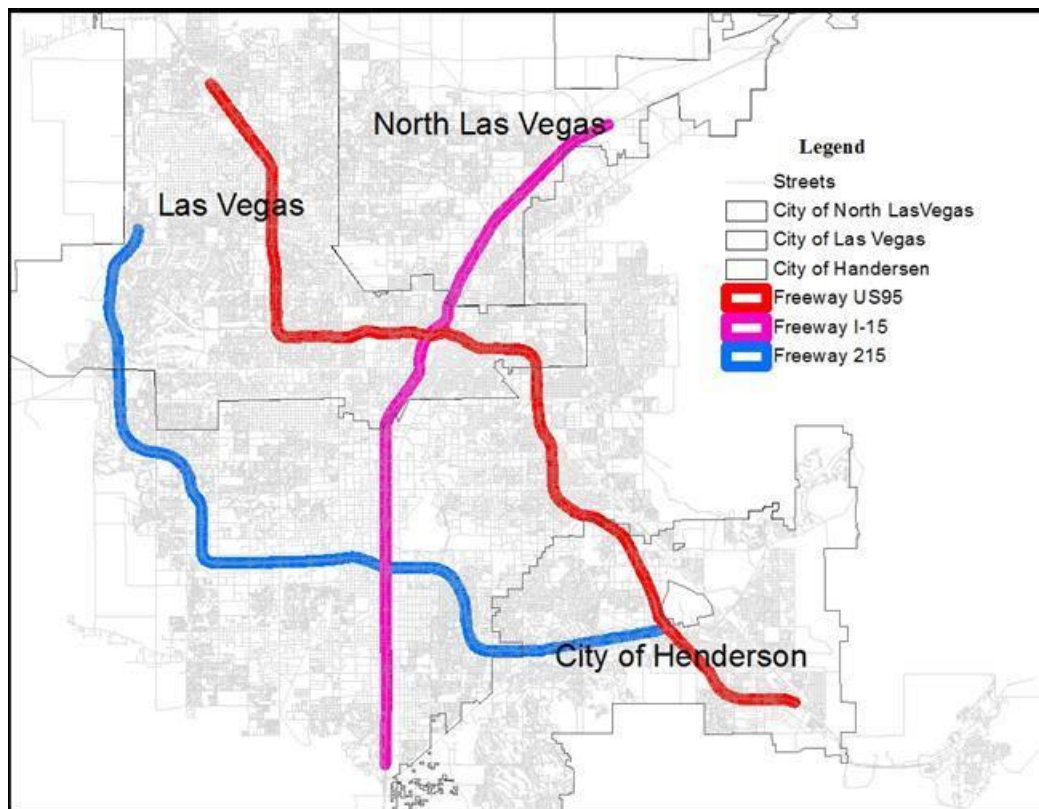 North Las Vegas
Las Vegas
City of Henderson
Legend
Streets
City of North LasVegas
City of Las Vegas
City of Handersen
Freeway US95
Freeway I-15
Freeway 215